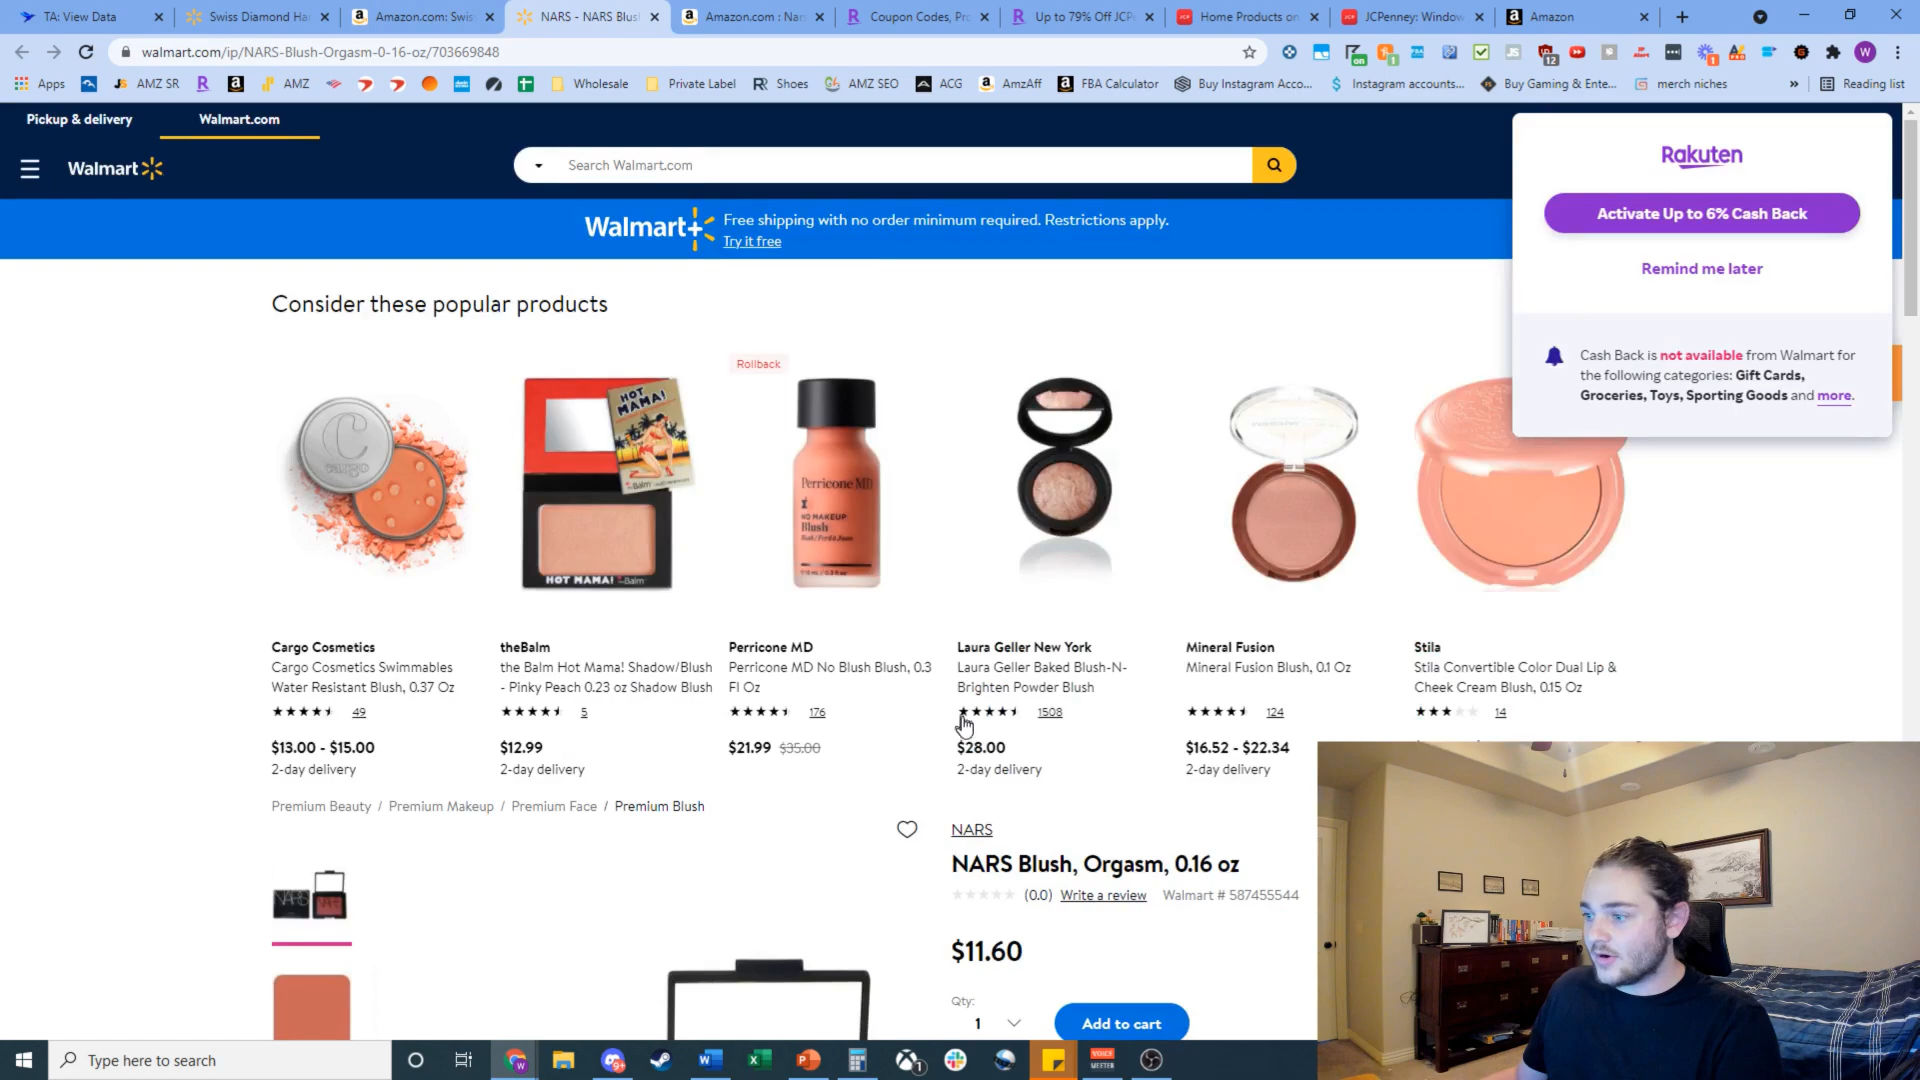 TA: View Data
Swiss Diamond Ha
Amazon.com: Swis
NARS - NARS Blus
Amazon.com : Nar
Coupon Codes, Pr
Up to 79% Off JCP
Home Products on
JCPenney: Window
Amazon
walmart.com/ip/NARS-Blush-Orgasm-0-16-oz/703669848
Apps
AMZ SR
AMZ
Wholesale
Private Label
Shoes
AMZ SEO
ACG
AmzAff
FBA Calculator
Buy Instagram Acco...
Instagram accounts...
Buy Gaming & Ente...
merch niches
Reading list
Pickup & delivery
Walmart.com
Walmart
Search Walmart.com
Walmart+
Free shipping with no order minimum required. Restrictions apply.
Try it free
Rakuten
Activate Up to 6% Cash Back
Remind me later
Cash Back is not available from Walmart for
the following categories: Gift Cards,
Groceries, Toys, Sporting Goods and more.
Consider these popular products
Rollback
HOT MAMA!
Perricone MD
NO MAKEUP
Blush
HOT MAMA!
Cargo Cosmetics
Cargo Cosmetics Swimmables
Water Resistant Blush, 0.37 Oz
49
$13.00 - $15.00
2-day delivery
theBalm
the Balm Hot Mama! Shadow/Blush
- Pinky Peach 0.23 oz Shadow Blush
5
$12.99
2-day delivery
Perricone MD
Perricone MD No Blush Blush, 0.3
Fl Oz
176
$21.99 $35.00
Laura Geller New York
Laura Geller Baked Blush-N-
Brighten Powder Blush
1508
$28.00
2-day delivery
Mineral Fusion
Mineral Fusion Blush, 0.1 Oz
124
$16.52 - $22.34
2-day delivery
Stila
Stila Convertible Color Dual Lip &
Cheek Cream Blush, 0.15 Oz
14
Premium Beauty / Premium Makeup / Premium Face / Premium Blush
NARS
NARS Blush, Orgasm, 0.16 oz
(0.0) Write a review Walmart # 587455544
$11.60
Qty:
1
Add to cart
Type here to search